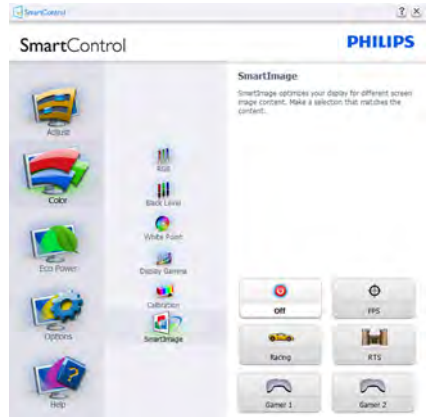 SmartControl
SmartControl
PHILIPS
SmartImage
SmartImage optimizes your display for different screen
image content. Make a selection that matches the
content.
Adjust
Color
Eco Power
Options
Help
RGB
Black Level
White Point
Display Gamma
Calibration
SmartImage
Off
FPS
Racing
RTS
Gamer 1
Gamer 2